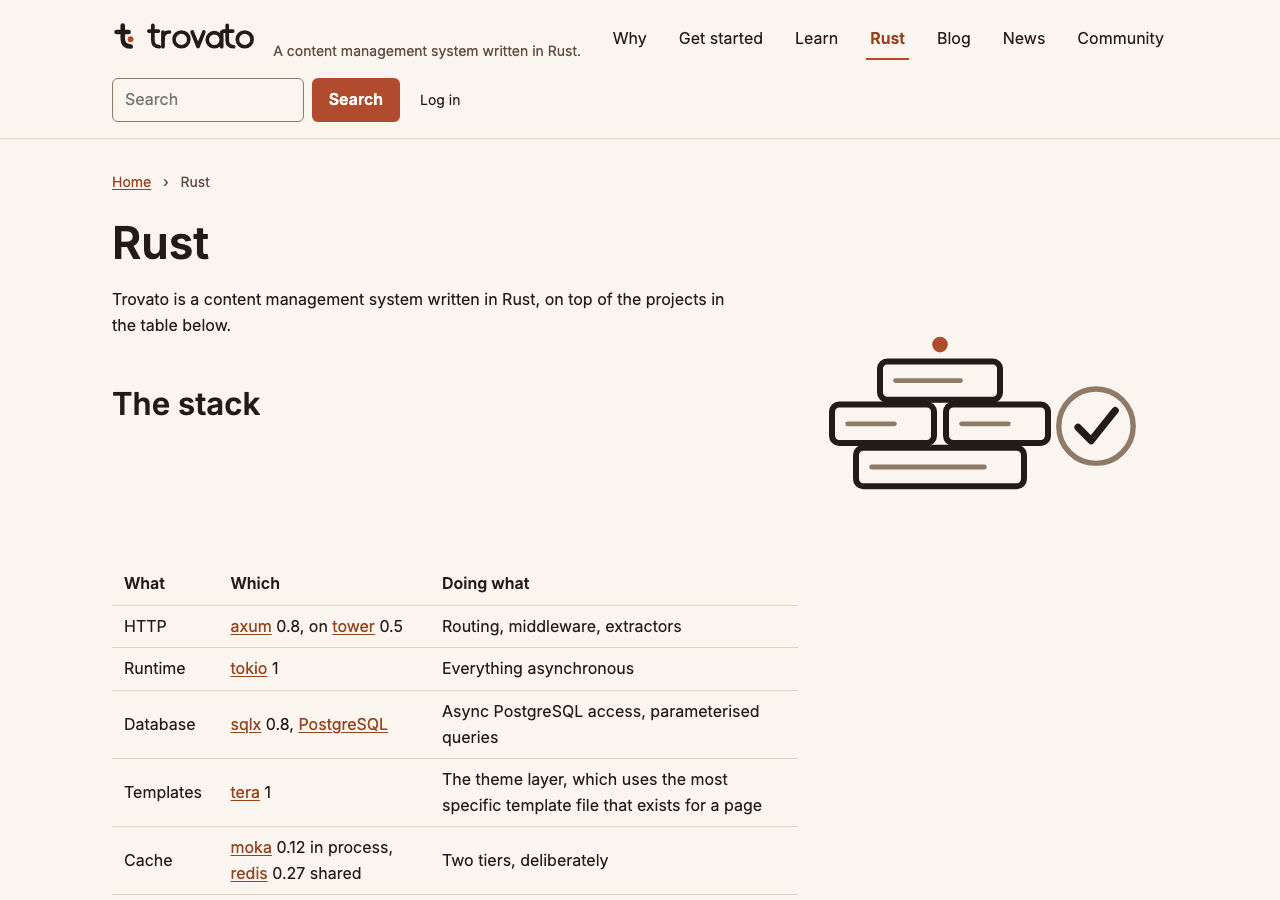 t. trovato
A content management system written in Rust.
Why
Get started
Learn
Rust
Blog
News
Community
Search
Search
Log in
Home › Rust
Rust
Trovato is a content management system written in Rust, on top of the projects in
the table below.
The stack
What Which Doing what
HTTP axum 0.8, on tower 0.5 Routing, middleware, extractors
Runtime tokio 1 Everything asynchronous
Database sqlx 0.8, PostgreSQL Async PostgreSQL access, parameterised
queries
Templates tera 1 The theme layer, which uses the most
specific template file that exists for a page
Cache moka 0.12 in process,
redis 0.27 shared Two tiers, deliberately